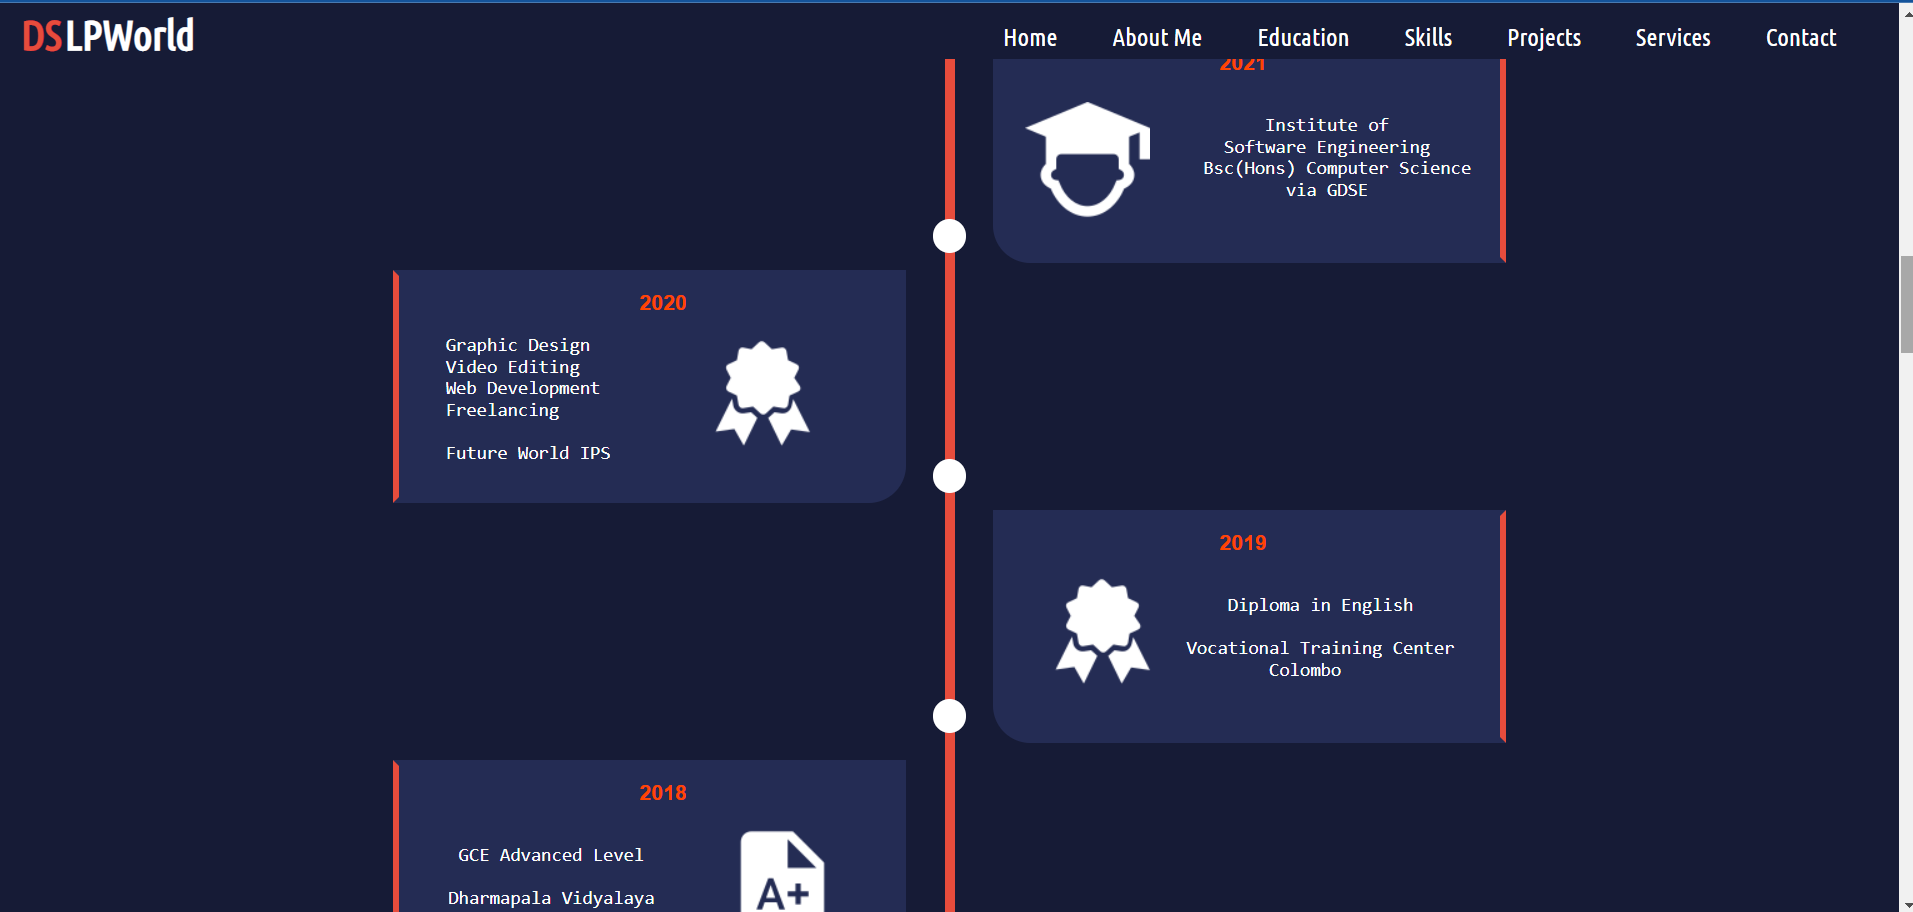 DSLPWorld
Home About Me Education Skills Projects Services Contact
2021
Institute of
Software Engineering
Bsc(Hons) Computer Science
via GDSE
2020
Graphic Design
Video Editing
Web Development
Freelancing
Future World IPS
2019
Diploma in English
Vocational Training Center
Colombo
2018
GCE Advanced Level
Dharmapala Vidyalaya
A+